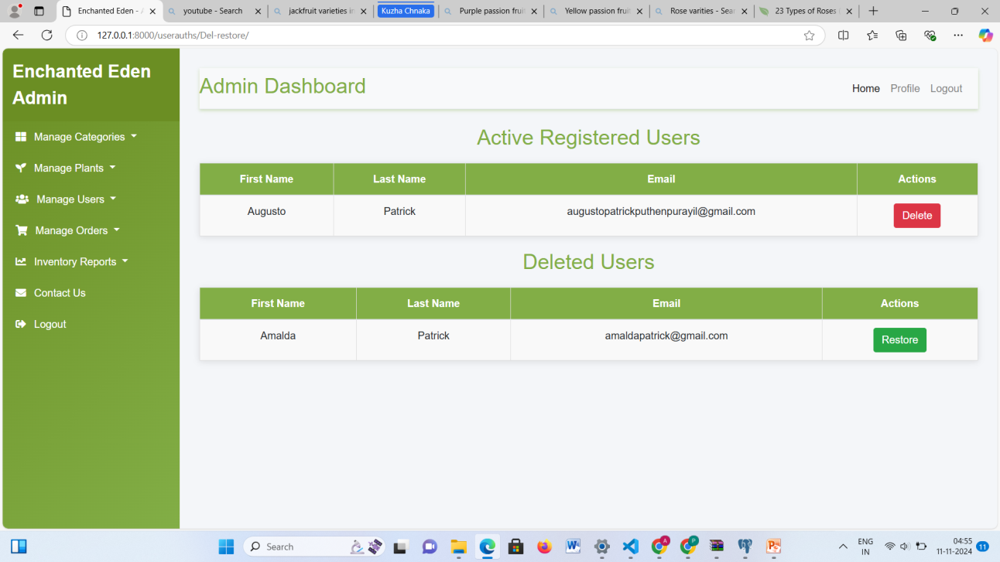 Enchanted Eden - A
youtube - Search
jackfruit varieties in
Kuzha Chnaka
Purple passion fruit
Yellow passion fruit
Rose varities - Sear
23 Types of Roses
127.0.0.1:8000/userauths/Del-restore/
Enchanted Eden
Admin
Manage Categories
Manage Plants
Manage Users
Manage Orders
Inventory Reports
Contact Us
Logout
Admin Dashboard
Home Profile Logout
Active Registered Users
First Name Last Name Email Actions
Augusto Patrick augustopatrickputhenpurayil@gmail.com Delete
Deleted Users
First Name Last Name Email Actions
Amalda Patrick amaldapatrick@gmail.com Restore
Search
A
P
ENG
IN
04:55
11-11-2024
11